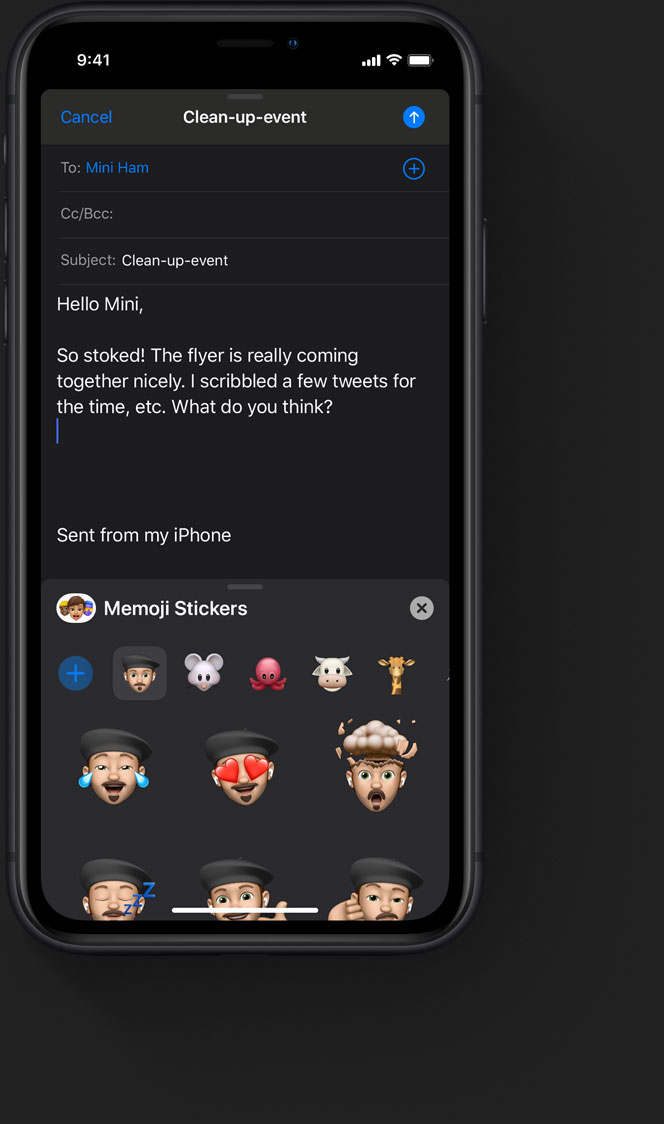 9:41
Cancel Clean-up-event
To: Mini Ham
Cc/Bcc:
Subject: Clean-up-event
Hello Mini,
So stoked! The flyer is really coming
together nicely. I scribbled a few tweets for
the time, etc. What do you think?
Sent from my iPhone
Memoji Stickers
z z Z